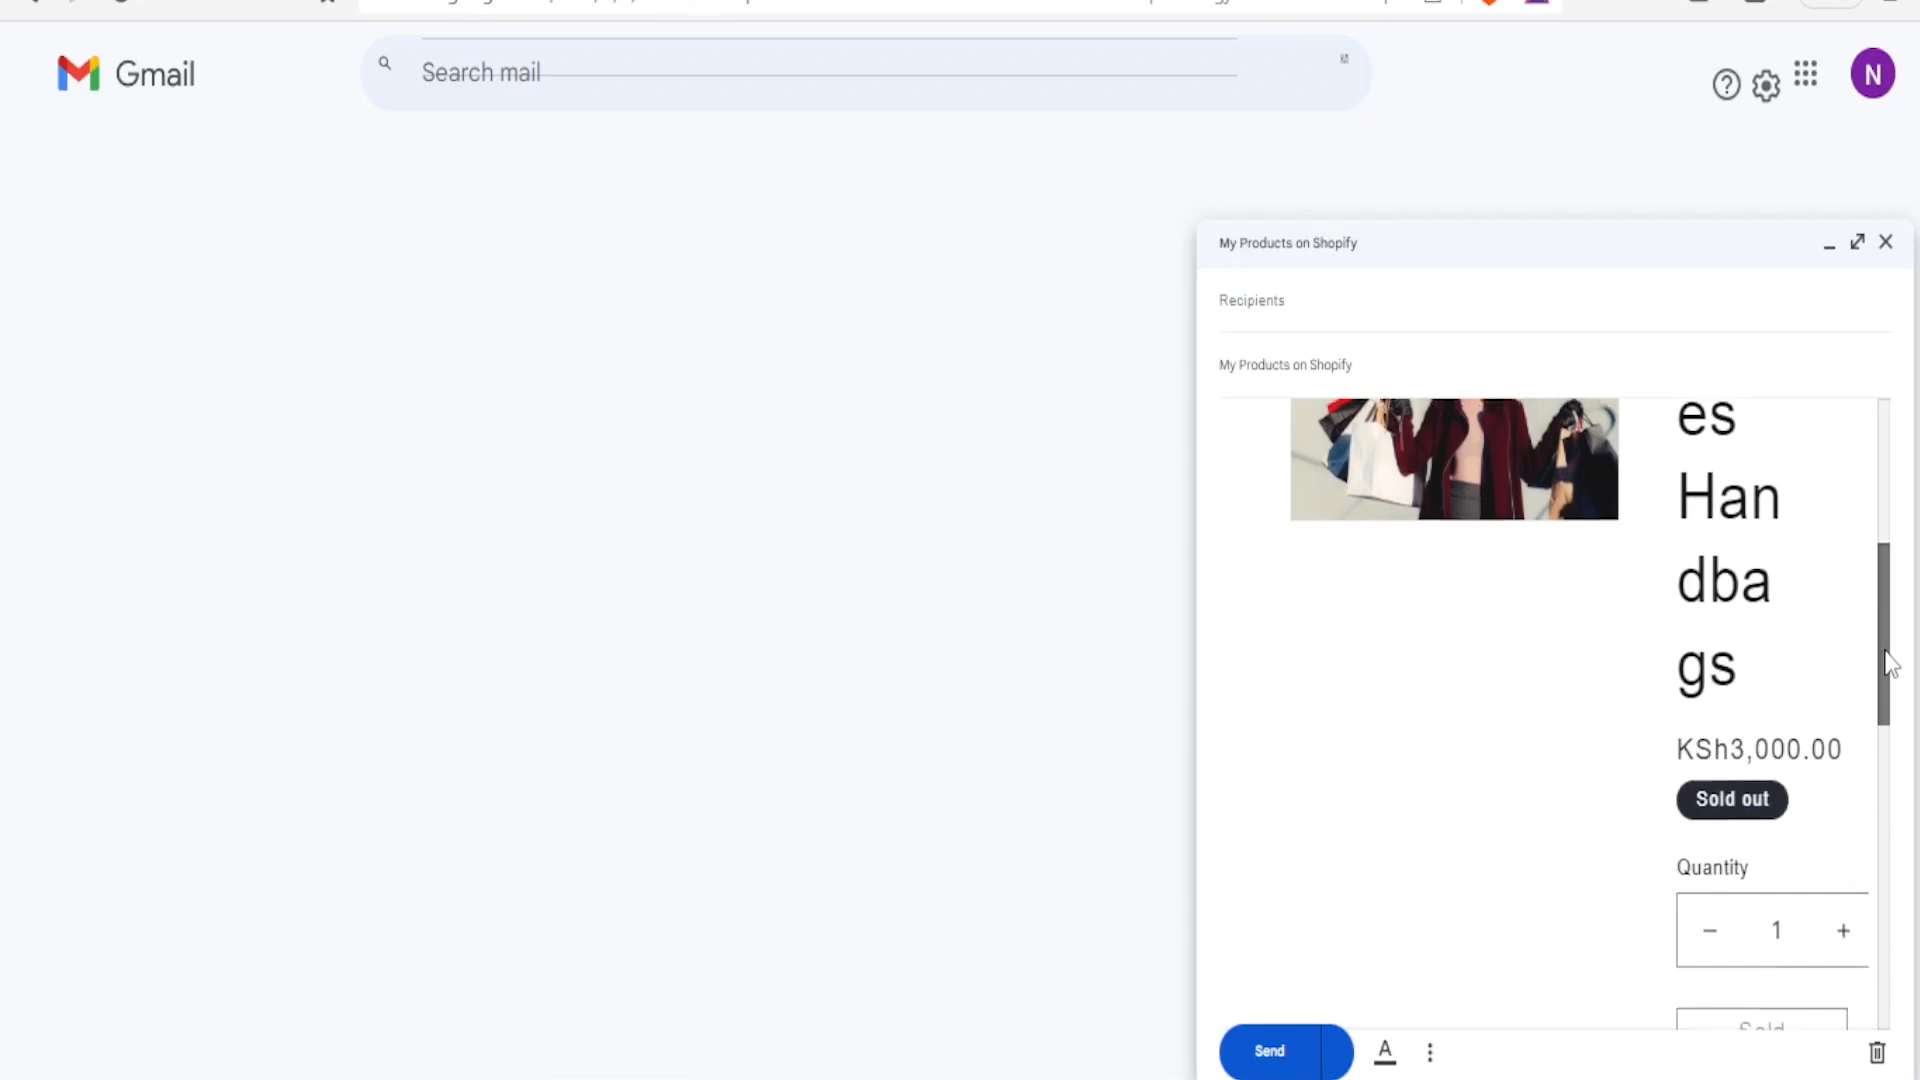 Gmail
Search mail
N
My Products on Shopify
Recipients
My Products on Shopify
es
Han
dba
gs
KSh3,000.00
Sold out
Quantity
− 1 +
Send
A